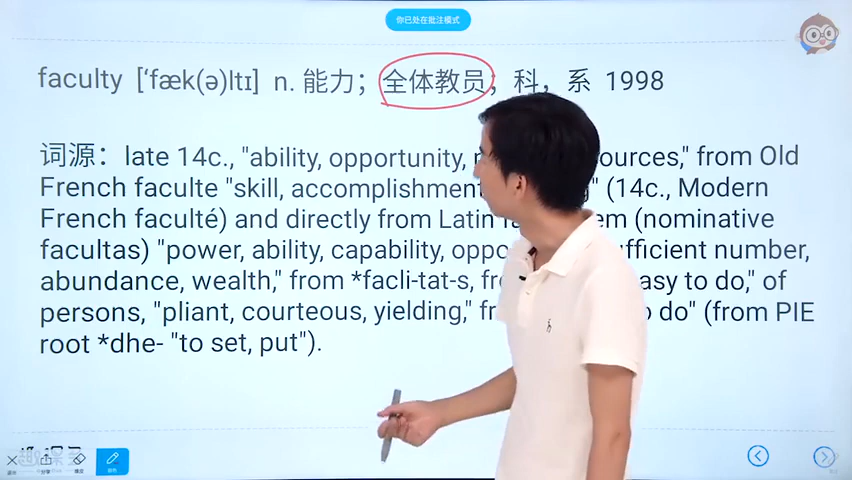 你已处在批注模式
faculty ['fæk(ə)ltɪ] n. 能力；全体教员；科，系 1998
词源：late 14c., "ability, opportunity, ources," from Old
French faculte "skill, accomplishment " (14c., Modern
French faculté) and directly from Latin em (nominative
facultas) "power, ability, capability, oppo ufficient number,
abundance, wealth," from *facli-tat-s, fr asy to do," of
persons, "pliant, courteous, yielding," fr o do" (from PIE
root *dhe- "to set, put").